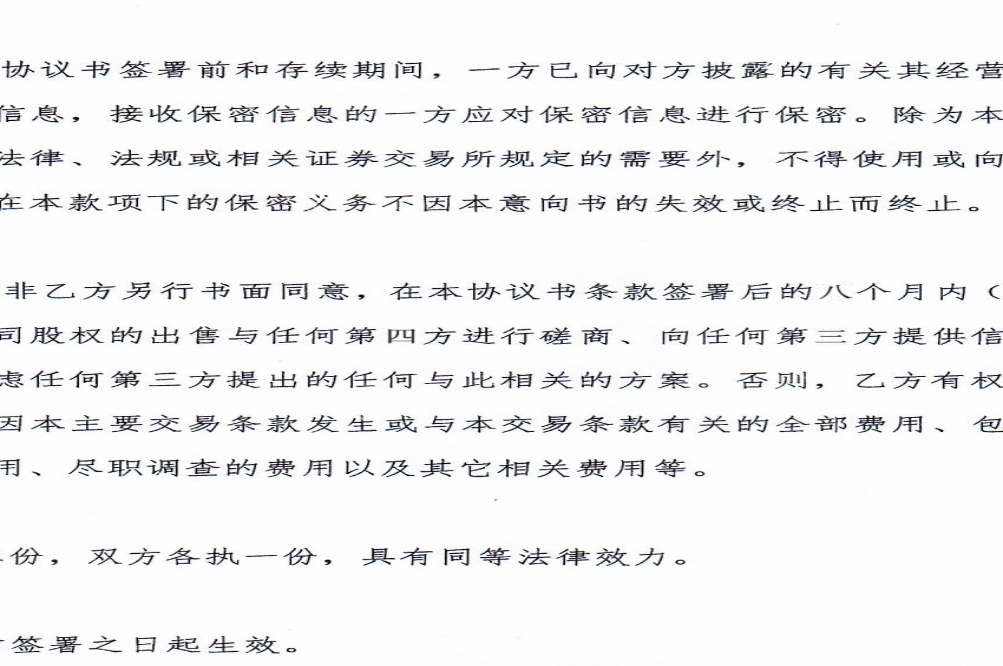 协议书签署前和存续期间，一方已向对方披露的有关其经营
信息，接收保密信息的一方应对保密信息进行保密。除为本
法律、法规或相关证券交易所规定的需要外，不得使用或向
在本款项下的保密义务不因本意向书的失效或终止而终止。
非乙方另行书面同意，在本协议书条款签署后的八个月内（
司股权的出售与任何第四方进行磋商、向任何第三方提供信
虑任何第三方提出的任何与此相关的方案。否则，乙方有权
因本主要交易条款发生或与本交易条款有关的全部费用、包
用、尽职调查的费用以及其它相关费用等。
份，双方各执一份，具有同等法律效力。
签署之日起生效。